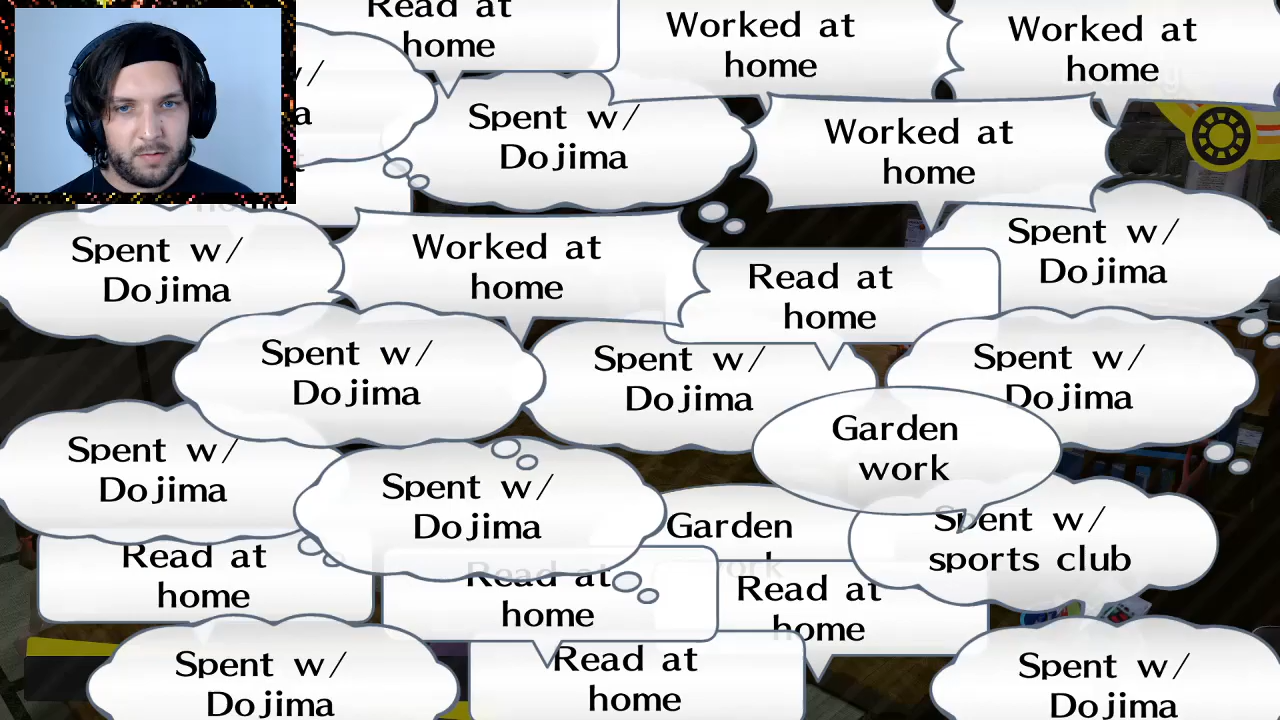 Read at
home
Worked at
home
Worked at
home
Spent w/
Dojima
Worked at
home
Spent w/
Dojima
Worked at
home
Read at
home
Spent w/
Dojima
Spent w/
Dojima
Spent w/
Dojima
Spent w/
Dojima
Garden
work
Spent w/
Dojima
Spent w/
Dojima
Garden
work
Spent w/
sports club
Read at
home
Read at
home
Read at
home
Spent w/
Dojima
Read at
home
Spent w/
Dojima